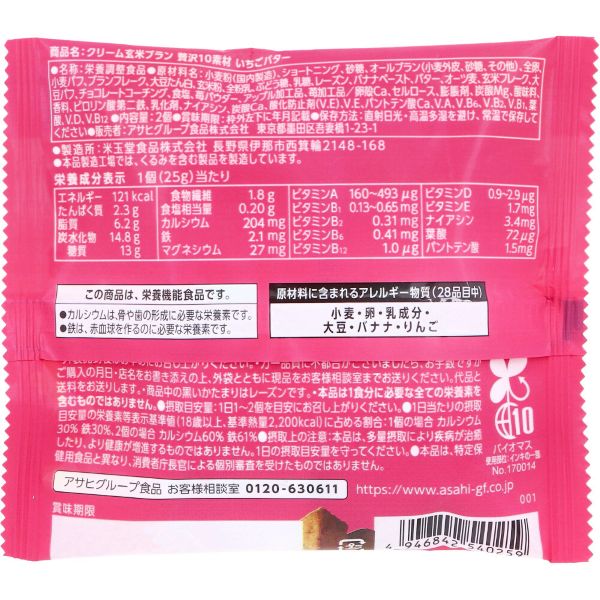 商品名:クリーム玄米ブラン 贅沢10素材 いちごバター
●名称:栄養調整食品●原材料名:小麦粉(国内製造)、ショートニング、砂糖、オールブラン(小麦外皮、砂糖、その他)、全卵、
小麦パフ、ブランフレーク、大豆たん白、玄米粉、全粉乳、ぶどう糖、乳糖、レーズン、バナナペースト、バター、オーツ麦、玄米フレーク、大
豆パフ、チョコレートコーチング、食塩、苺パウダー、アップル加工品、苺加工品/卵殻Ca、セルロース、膨脹剤、炭酸Mg、酸味料、
香料、ピロリン酸第二鉄、乳化剤、ナイアシン、炭酸Ca、酸化防止剤(V.E)、V.E、パントテン酸Ca、V.A、V.B₆、V.B₂、V.B₁、葉
酸、V.D、V.B₁₂●内容量:2個●賞味期限:枠外左下に年月記載●保存方法:直射日光・高温多湿を避け、常温で保存して
ください●販売者:アサヒグループ食品株式会社 東京都墨田区吾妻橋1-23-1
●製造所:米玉堂食品株式会社 長野県伊那市西箕輪2148-168
●本品製造工場では、くるみを含む製品を製造しています。
栄養成分表示 1個(25g)当たり
エネルギー 121 kcal 食物繊維 1.8 g ビタミンA 160~493 μg ビタミンD 0.9~2.9μg
たんぱく質 2.3 g 食塩相当量 0.20 g ビタミンB₁ 0.13~0.65 mg ビタミンE 1.7mg
脂質 6.2 g カルシウム 204 mg ビタミンB₂ 0.31 mg ナイアシン 3.4mg
炭水化物 14.8 g 鉄 2.1 mg ビタミンB₆ 0.41 mg 葉酸 72μg
糖質 13 g マグネシウム 27 mg ビタミンB₁₂ 1.0 μg パントテン酸 1.5mg
この商品は、栄養機能食品です。
●カルシウムは、骨や歯の形成に必要な栄養素です。
●鉄は、赤血球を作るのに必要な栄養素です。
原材料に含まれるアレルギー物質(28品目中)
小麦・卵・乳成分・
大豆・バナナ・りんご
ご購入の月日・店名をお書き添えの上、外袋とともに現品をお客様相談室までお送りください。代品と
送料をお送りします。・商品中の黒いかたまりはレーズンです。・本品は1食分に必要な全ての栄養素を
含むものではありません。●摂取目安量:1日1~2個を目安にお召し上がりください。●1日当たりの摂取
目安量の栄養素等表示基準値(18歳以上、基準熱量2,200kcal)に占める割合:1個の場合 カルシウム
30% 鉄30%、2個の場合 カルシウム60% 鉄61%●摂取上の注意:本品は、多量摂取により疾病が治癒
したり、より健康が増進するものではありません。1日の摂取目安量を守ってください。●本品は、特定保
健用食品と異なり、消費者庁長官による個別審査を受けたものではありません。
10
バイオマス
使用部位:インキの一部
No.170014
アサヒグループ食品 お客様相談室 0120-630611
https://www.asahi-gf.co.jp
001
賞味期限
4 946842 540259